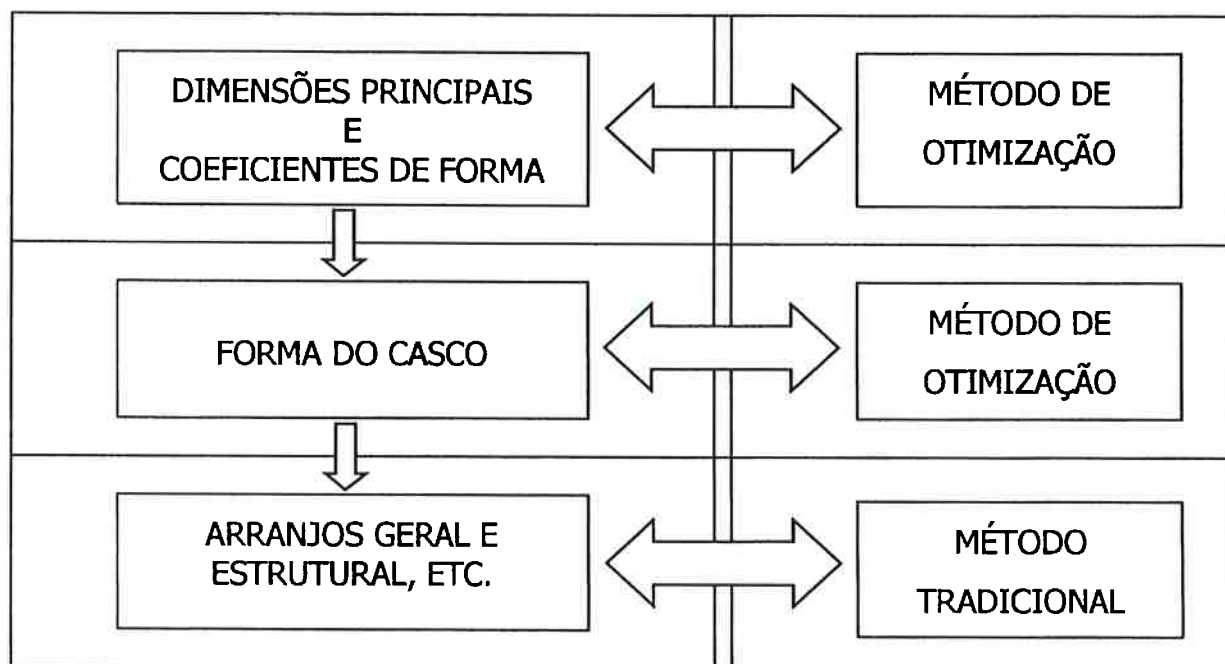 DIMENSÕES PRINCIPAIS
E
COEFICIENTES DE FORMA
MÉTODO DE
OTIMIZAÇÃO
FORMA DO CASCO
MÉTODO DE
OTIMIZAÇÃO
ARRANJOS GERAL E
ESTRUTURAL, ETC.
MÉTODO
TRADICIONAL